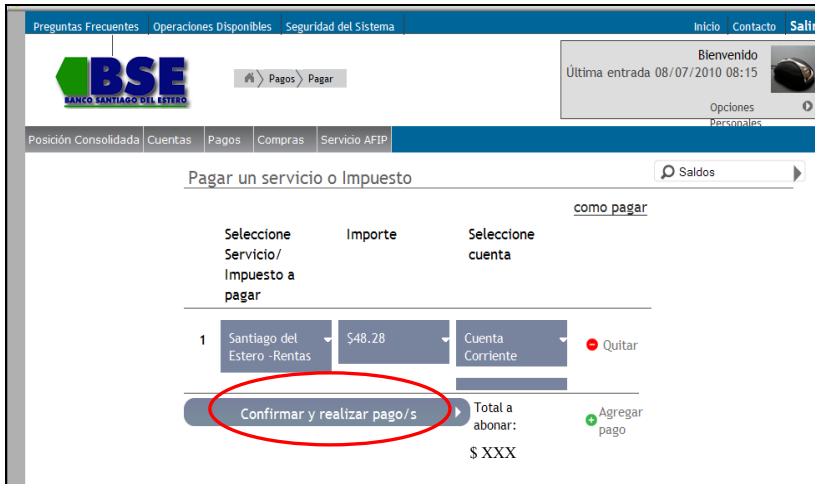 Preguntas Frecuentes Operaciones Disponibles Seguridad del Sistema Inicio Contacto Salir
BSE
BANCO SANTIAGO DEL ESTERO
Pagos Pagar
Bienvenido
Última entrada 08/07/2010 08:15
Opciones
Personales
Posición Consolidada Cuentas Pagos Compras Servicio AFIP
Pagar un servicio o Impuesto
Saldos
como pagar
Seleccione
Servicio/
Impuesto a
pagar
Importe
Seleccione
cuenta
1
Santiago del
Estero -Rentas
$48.28
Cuenta
Corriente
Quitar
Confirmar y realizar pago/s
Total a
abonar:
$ XXX
Agregar
pago